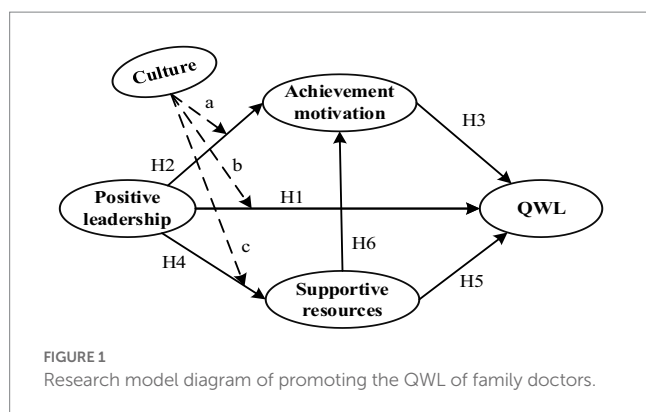 Culture
a
Achievement
motivation
H3
H2
b
Positive
leadership
H1
QWL
c
H4
H6
H5
Supportive
resources
FIGURE 1
Research model diagram of promoting the QWL of family doctors.